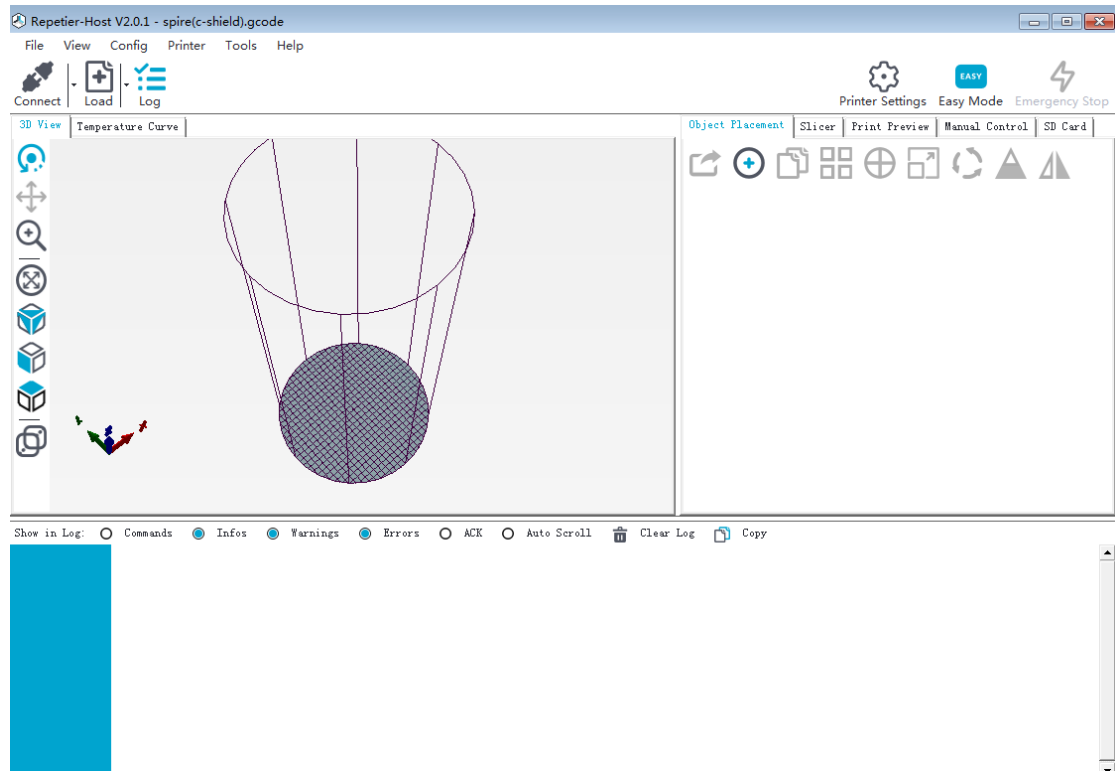 Repetier-Host V2.0.1 - spire(c-shield).gcode
File View Config Printer Tools Help
Connect Load Log Printer Settings EASY Easy Mode Emergency Stop
3D View Temperature Curve Object Placement Slicer Print Preview Manual Control SD Card
Show in Log: Commands Infos Warnings Errors ACK Auto Scroll Clear Log Copy